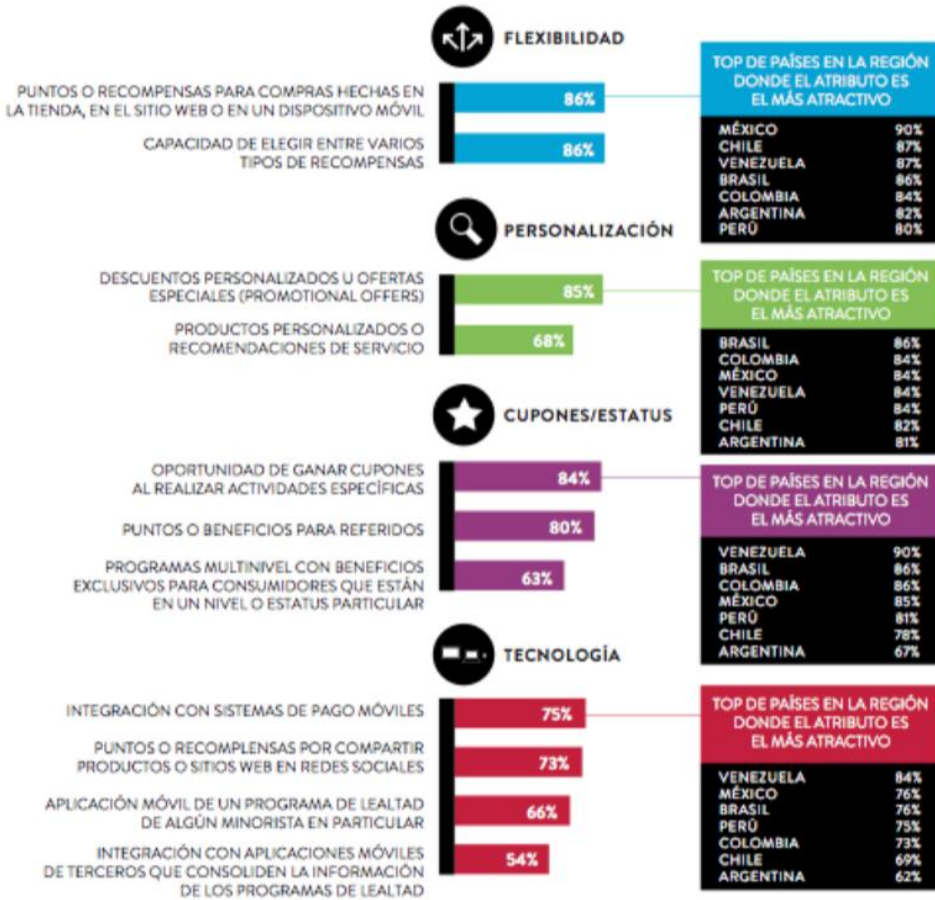 FLEXIBILIDAD
PUNTOS O RECOMPENSAS PARA COMPRAS HECHAS EN
LA TIENDA, EN EL SITIO WEB O EN UN DISPOSITIVO MÓVIL
86%
CAPACIDAD DE ELEGIR ENTRE VARIOS
TIPOS DE RECOMPENSAS
86%
TOP DE PAÍSES EN LA REGIÓN
DONDE EL ATRIBUTO ES
EL MÁS ATRACTIVO
MÉXICO 90%
CHILE 87%
VENEZUELA 87%
BRASIL 86%
COLOMBIA 84%
ARGENTINA 82%
PERÚ 80%
PERSONALIZACIÓN
DESCUENTOS PERSONALIZADOS U OFERTAS
ESPECIALES (PROMOTIONAL OFFERS)
85%
PRODUCTOS PERSONALIZADOS O
RECOMENDACIONES DE SERVICIO
68%
TOP DE PAÍSES EN LA REGIÓN
DONDE EL ATRIBUTO ES
EL MÁS ATRACTIVO
BRASIL 86%
COLOMBIA 84%
MÉXICO 84%
VENEZUELA 84%
PERÚ 84%
CHILE 82%
ARGENTINA 81%
CUPONES/ESTATUS
OPORTUNIDAD DE GANAR CUPONES
AL REALIZAR ACTIVIDADES ESPECÍFICAS
84%
PUNTOS O BENEFICIOS PARA REFERIDOS
80%
PROGRAMAS MULTINIVEL CON BENEFICIOS
EXCLUSIVOS PARA CONSUMIDORES QUE ESTÁN
EN UN NIVEL O ESTATUS PARTICULAR
63%
TOP DE PAÍSES EN LA REGIÓN
DONDE EL ATRIBUTO ES
EL MÁS ATRACTIVO
VENEZUELA 90%
BRASIL 86%
COLOMBIA 86%
MÉXICO 85%
PERÚ 81%
CHILE 78%
ARGENTINA 67%
TECNOLOGÍA
INTEGRACIÓN CON SISTEMAS DE PAGO MÓVILES
75%
PUNTOS O RECOMPLENSAS POR COMPARTIR
PRODUCTOS O SITIOS WEB EN REDES SOCIALES
73%
APLICACIÓN MÓVIL DE UN PROGRAMA DE LEALTAD
DE ALGÚN MINORISTA EN PARTICULAR
66%
INTEGRACIÓN CON APLICACIONES MÓVILES
DE TERCEROS QUE CONSOLIDEN LA INFORMACIÓN
DE LOS PROGRAMAS DE LEALTAD
54%
TOP DE PAÍSES EN LA REGIÓN
DONDE EL ATRIBUTO ES
EL MÁS ATRACTIVO
VENEZUELA 84%
MÉXICO 76%
BRASIL 76%
PERÚ 75%
COLOMBIA 73%
CHILE 69%
ARGENTINA 62%